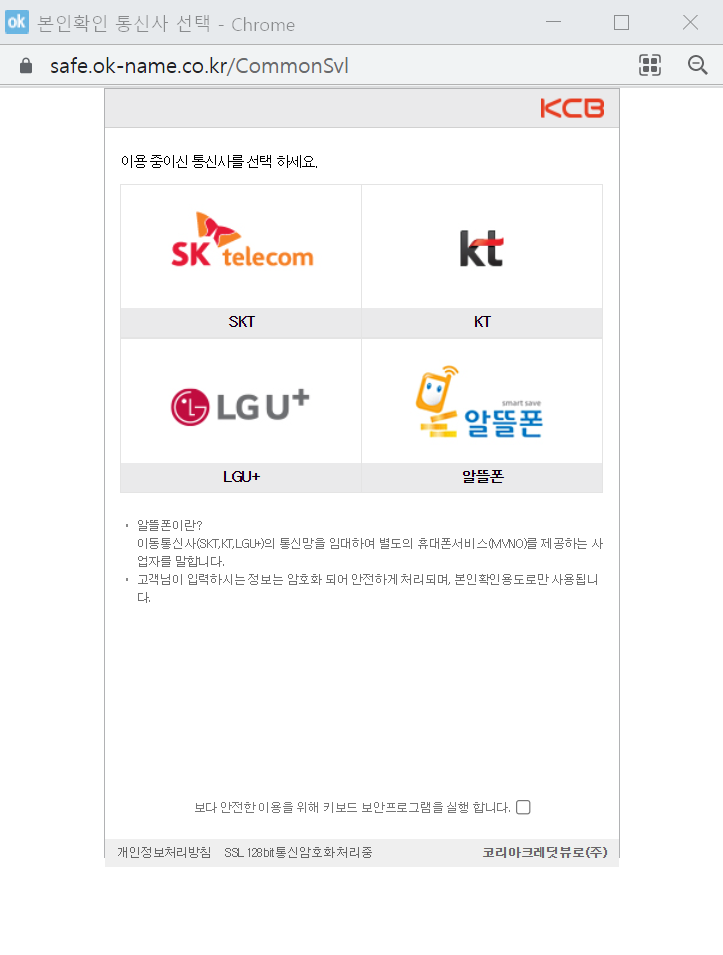 ok 본인확인 통신사 선택 - Chrome
safe.ok-name.co.kr/CommonSvl
KCB
이용 중이신 통신사를 선택 하세요.
SK telecom
kt
SKT
KT
LG U+
smart save
알뜰폰
LGU+
알뜰폰
• 알뜰폰이란?
이동통신사(SKT,KT,LGU+)의 통신망을 임대하여 별도의 휴대폰서비스(MVNO)를 제공하는 사
업자를 말합니다.
• 고객님이 입력하시는 정보는 암호화 되어 안전하게 처리되며, 본인확인용도로만 사용됩니
다.
보다 안전한 이용을 위해 키보드 보안프로그램을 실행 합니다.
개인정보처리방침 SSL 128bit통신암호화처리중 코리아크레딧뷰로(주)